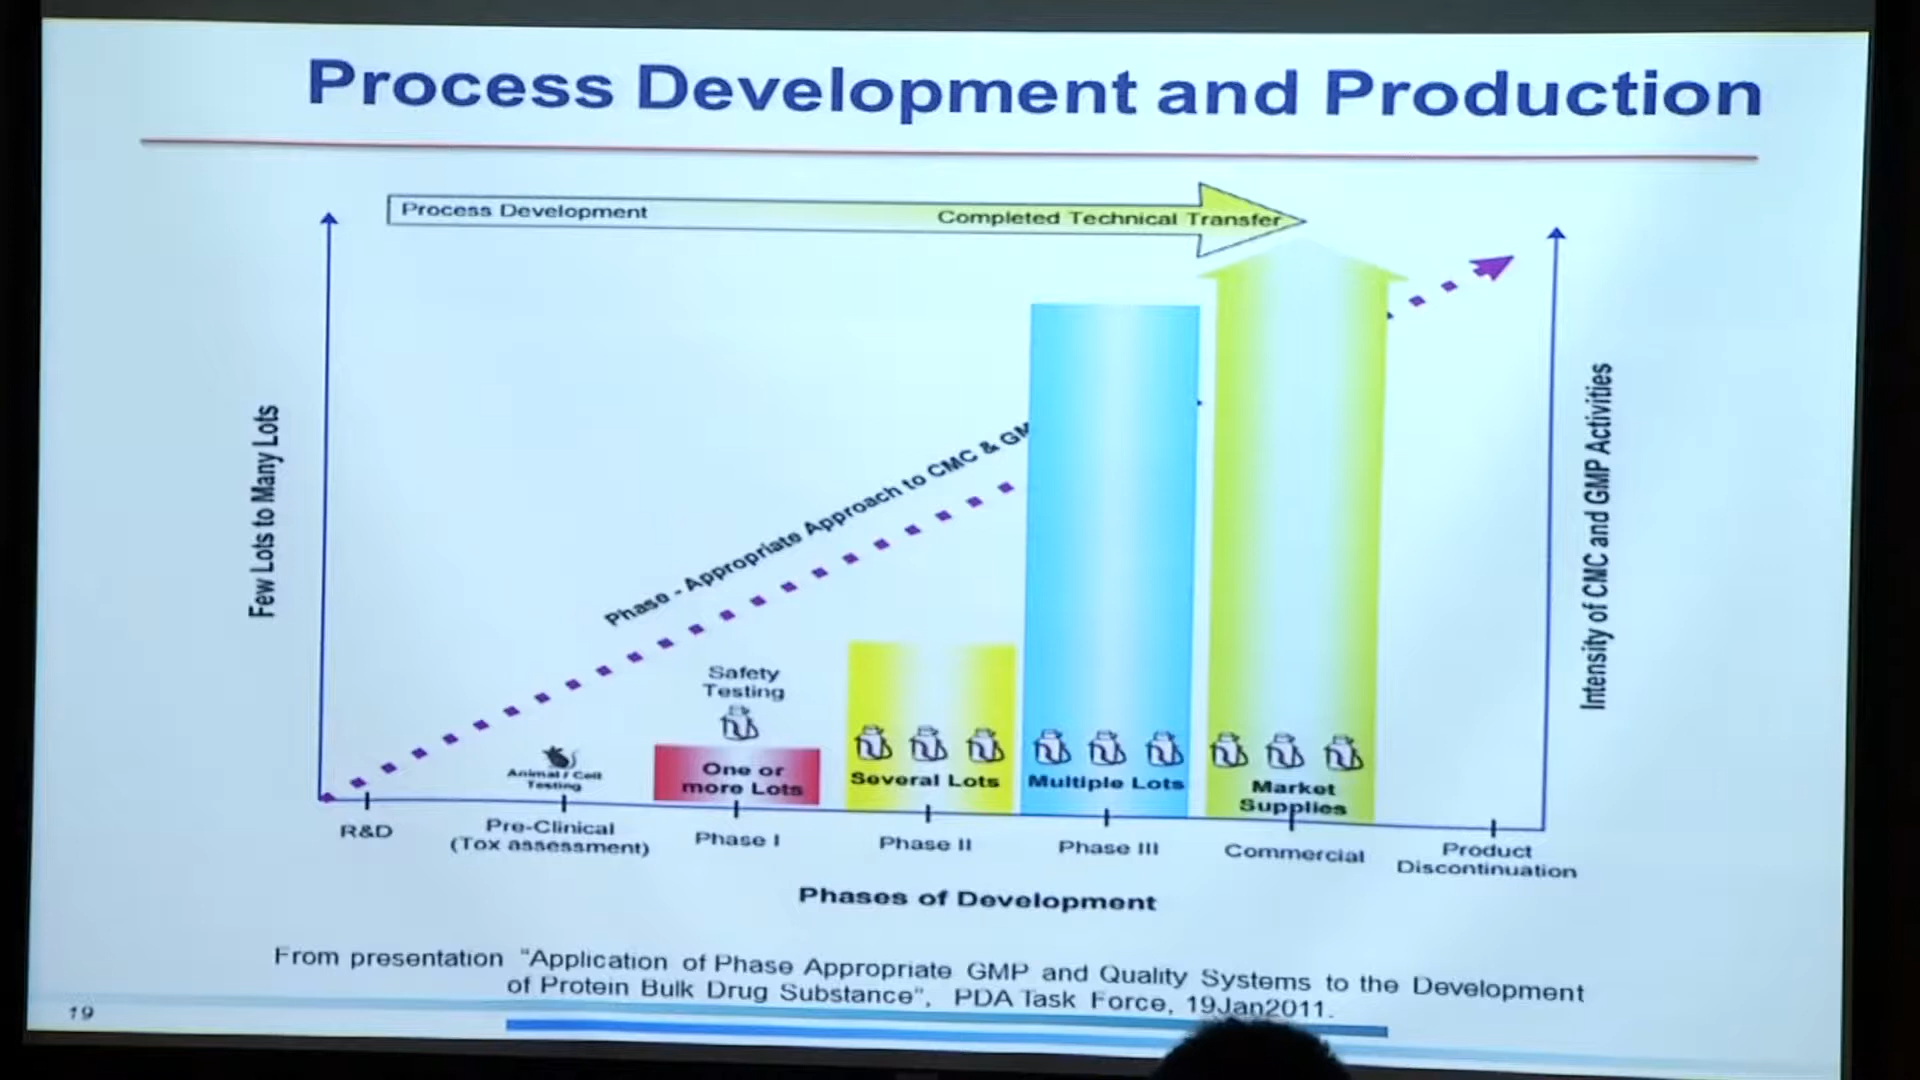 Process Development and Production
Process Development
Completed Technical Transfer
Few Lots to Many Lots
Phase - Appropriate Approach to CMC &
Intensity of CMC and GMP Activities
Safety
Testing
Animal / Cell
Testing
One or
more Lots
Several Lots
Multiple Lots
Market
Supplies
R&D
Pre-Clinical
(Tox assessment)
Phase I
Phase II
Phase III
Commercial
Product
Discontinuation
Phases of Development
From presentation "Application of Phase Appropriate GMP and Quality Systems to the Development
of Protein Bulk Drug Substance", PDA Task Force, 19Jan2011.
19